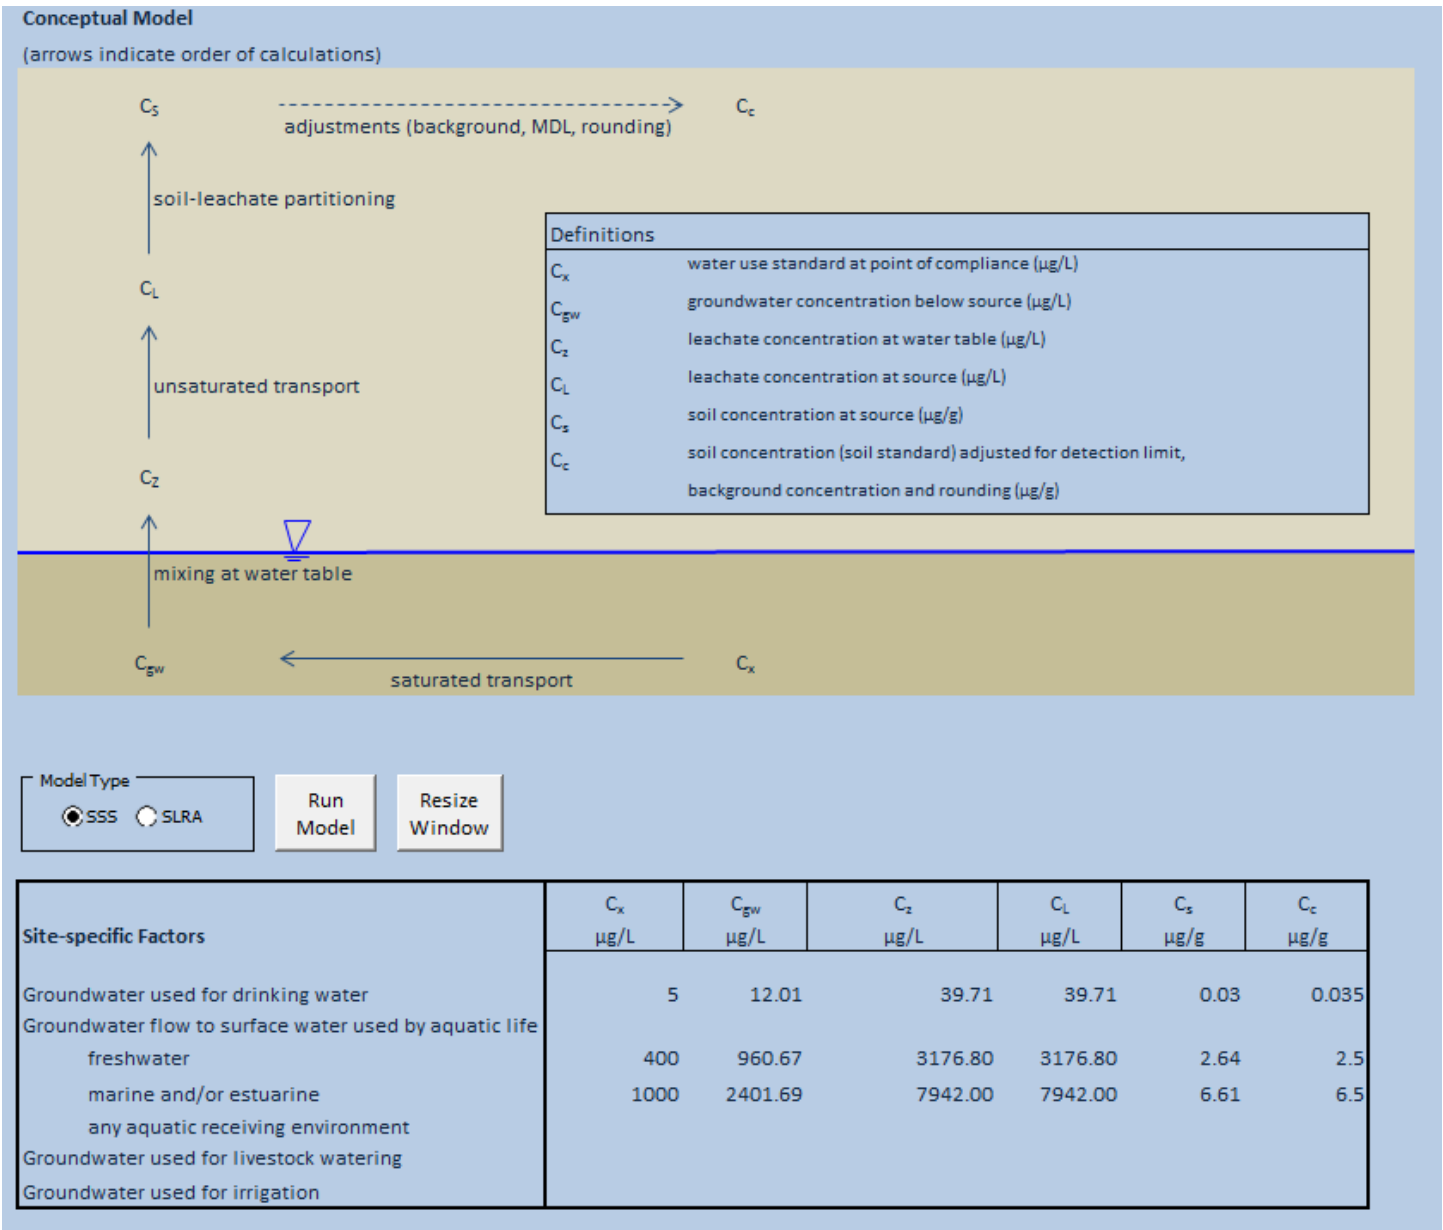 Conceptual Model
(arrows indicate order of calculations)
Cs Cc
adjustments (background, MDL, rounding)
soil-leachate partitioning
Definitions
Cx water use standard at point of compliance (µg/L)
CL
Cgw groundwater concentration below source (µg/L)
Cz leachate concentration at water table (µg/L)
unsaturated transport
CL leachate concentration at source (µg/L)
Cs soil concentration at source (µg/g)
Cc soil concentration (soil standard) adjusted for detection limit,
background concentration and rounding (µg/g)
CZ
mixing at water table
Cgw Cx
saturated transport
Model Type
SSS SLRA
Run
Model
Resize
Window
Cx Cgw Cz CL Cs Cc
Site-specific Factors µg/L µg/L µg/L µg/L µg/g µg/g
Groundwater used for drinking water 5 12.01 39.71 39.71 0.03 0.035
Groundwater flow to surface water used by aquatic life
freshwater 400 960.67 3176.80 3176.80 2.64 2.5
marine and/or estuarine 1000 2401.69 7942.00 7942.00 6.61 6.5
any aquatic receiving environment
Groundwater used for livestock watering
Groundwater used for irrigation